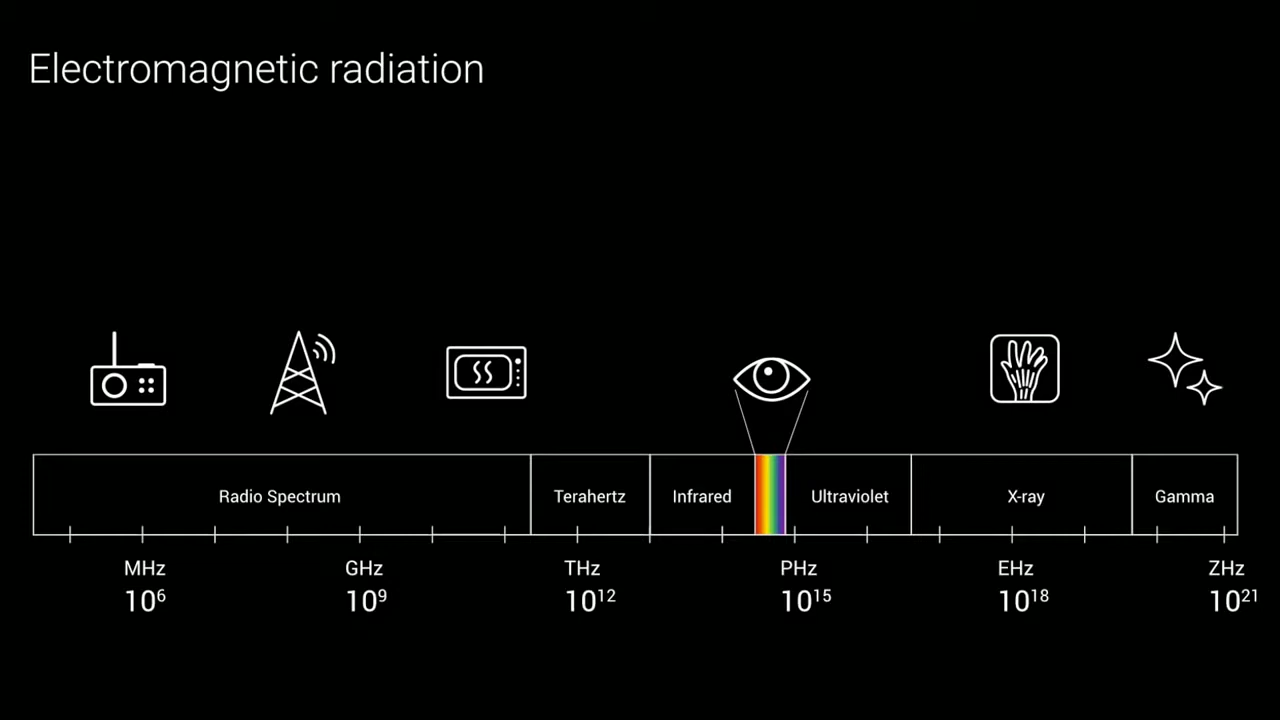 Electromagnetic radiation
Radio Spectrum Terahertz Infrared Ultraviolet X-ray Gamma
MHz GHz THz PHz EHz ZHz
10⁶ 10⁹ 10¹² 10¹⁵ 10¹⁸ 10²¹